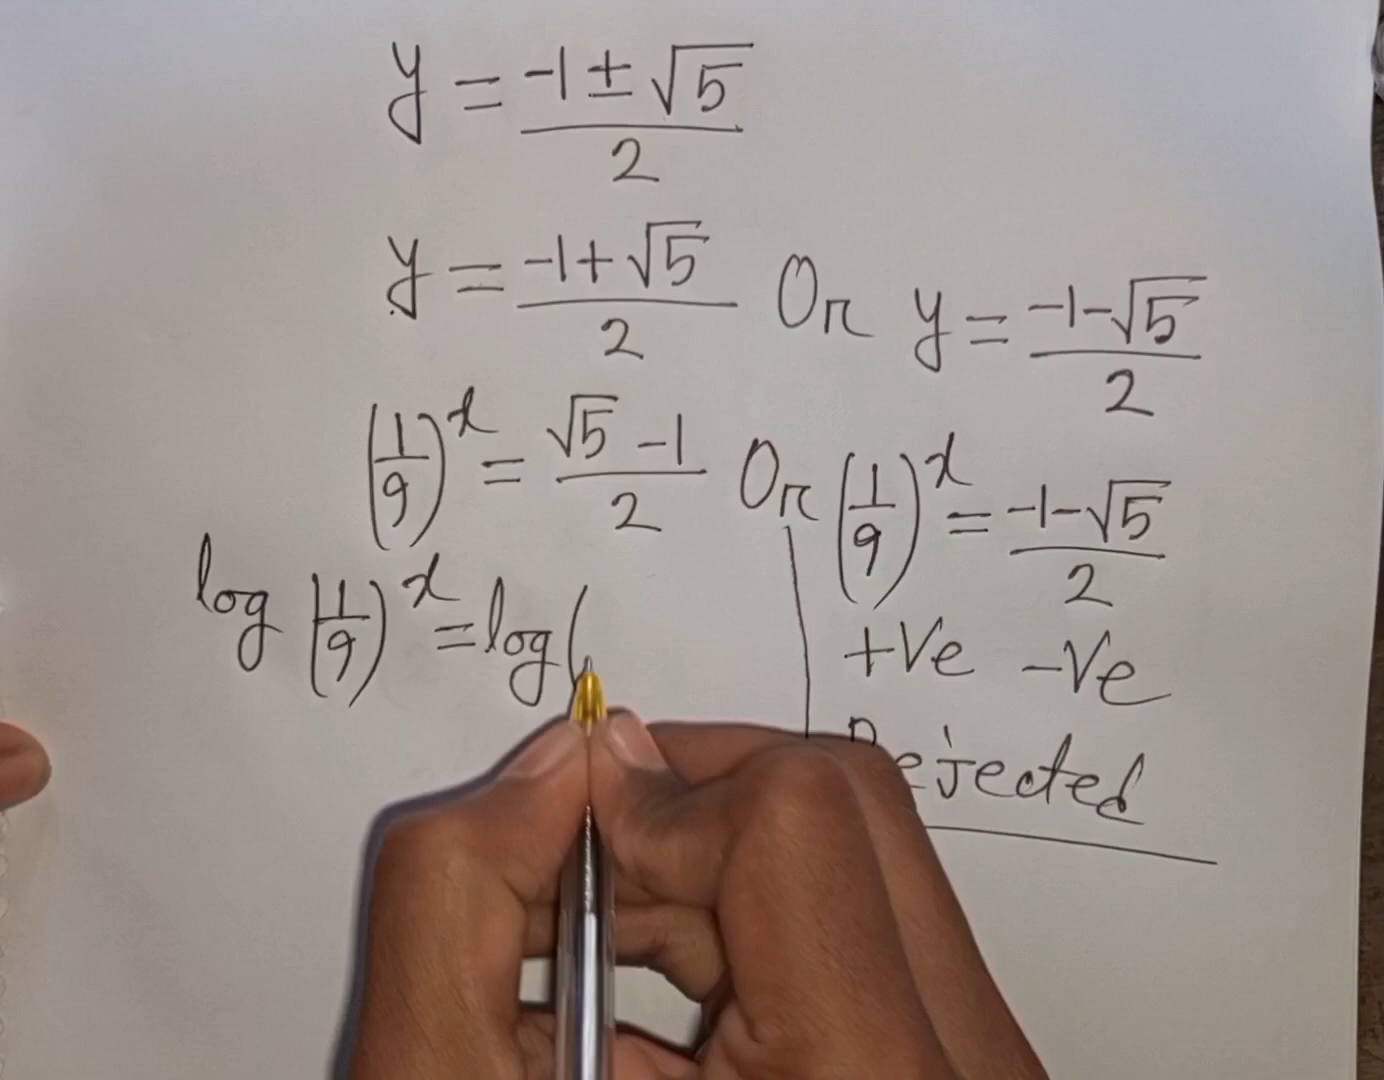 y = (-1 ± √5)/2
y = (-1 + √5)/2 Or y = (-1 - √5)/2
(1/9)^x = (√5 - 1)/2 Or (1/9)^x = (-1 - √5)/2
log (1/9)^x = log (
+Ve -Ve
Rejected